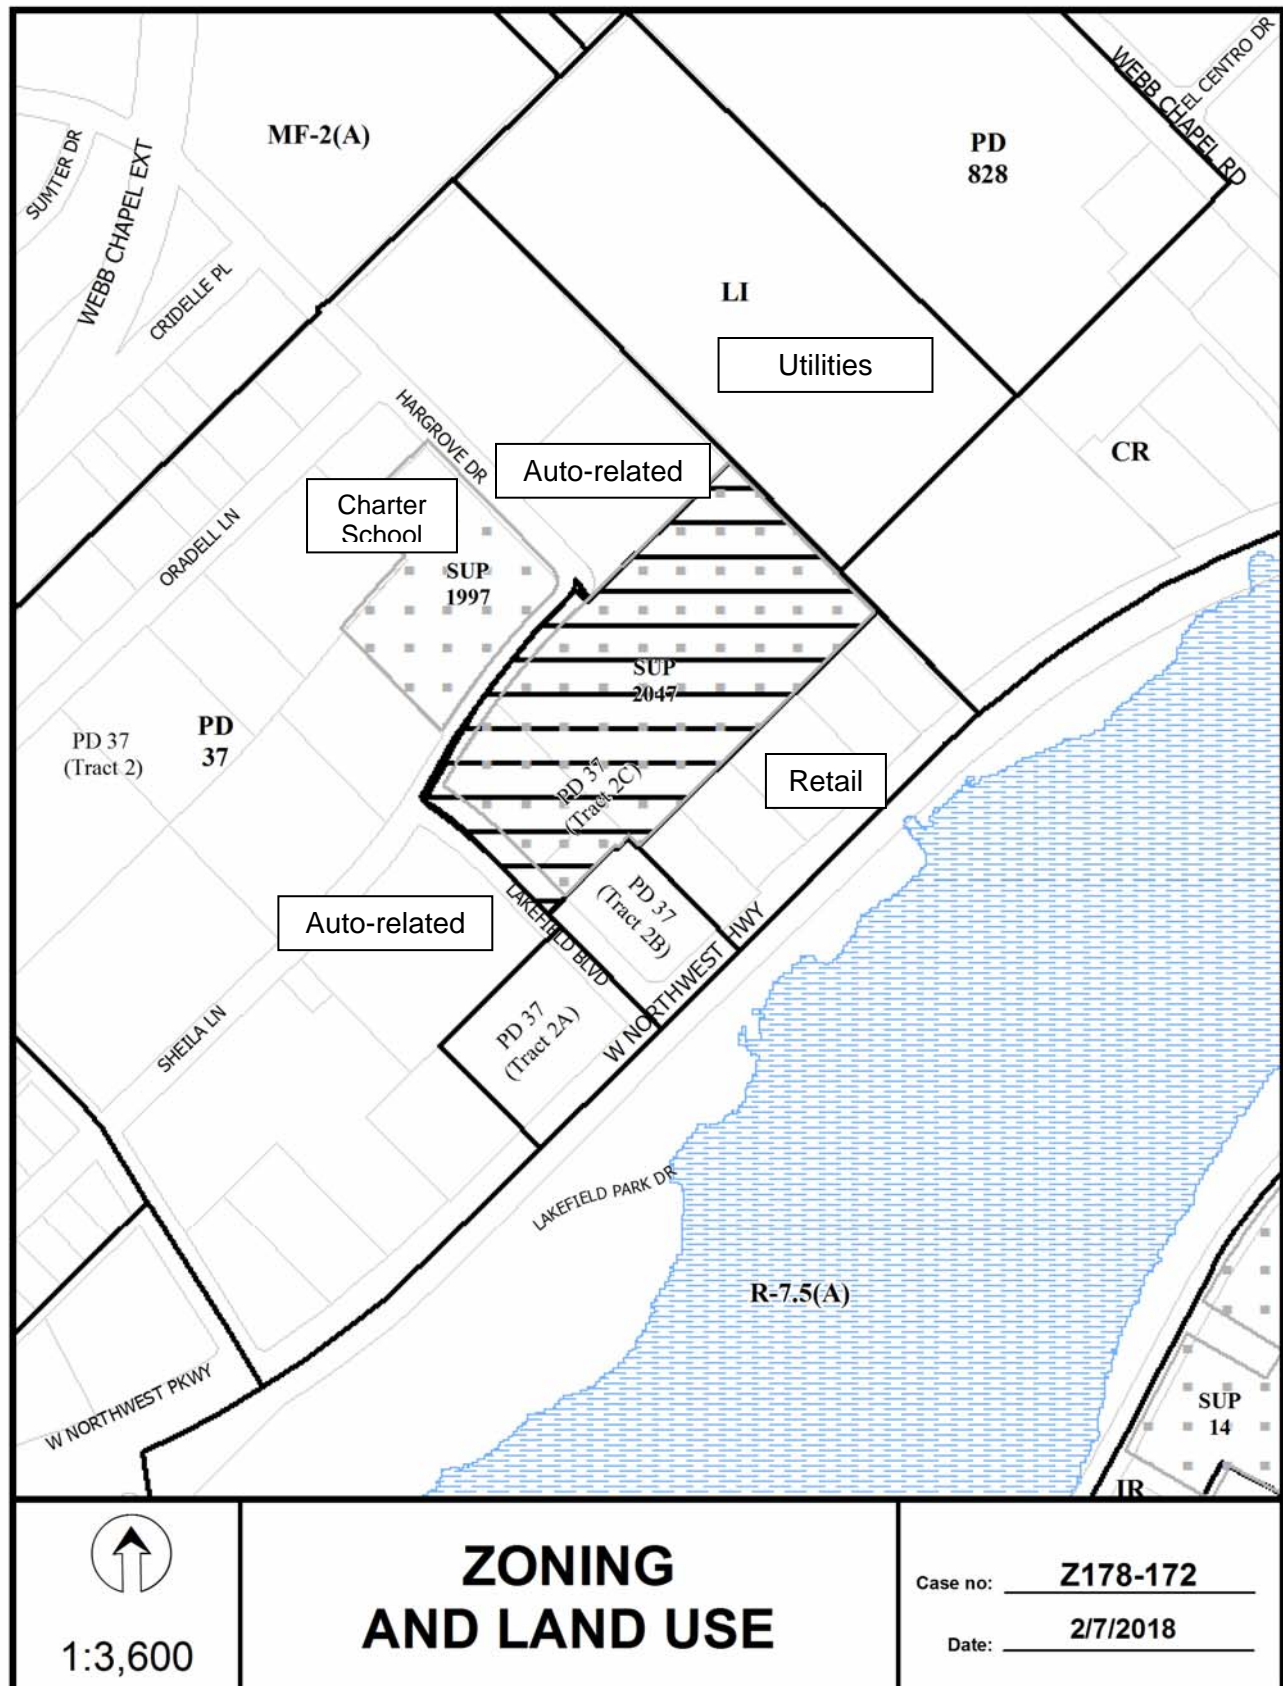 EL CENTRO DR
WEBB CHAPEL RD
MF-2(A)
PD
828
SUMTER DR
WEBB CHAPEL EXT
CRIDELLE PL
LI
Utilities
HARGROVE DR
CR
Auto-related
Charter
School
ORADELL LN
SUP
1997
SUP
2047
PD 37
(Tract 2)
PD
37
PD 37
(Tract 2C)
Retail
PD 37
(Tract 2B)
LAKEFIELD BLVD
Auto-related
W NORTHWEST HWY
PD 37
(Tract 2A)
SHEILA LN
LAKEFIELD PARK DR
R-7.5(A)
W NORTHWEST PKWY
SUP
14
IR
1:3,600
ZONING
AND LAND USE
Case no: Z178-172
Date: 2/7/2018